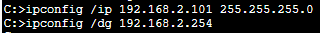 C:>ipconfig /ip 192.168.2.101 255.255.255.0
C:>ipconfig /dg 192.168.2.254